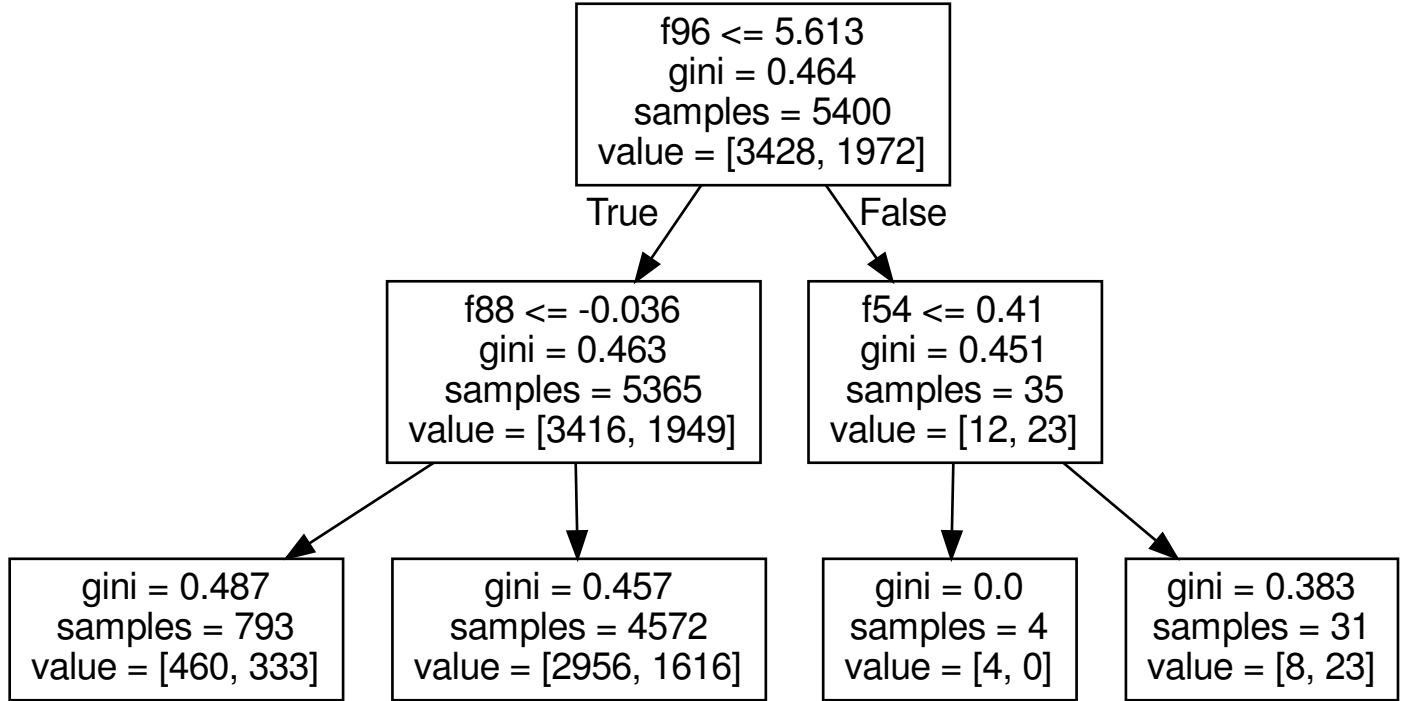 f96 <= 5.613
gini = 0.464
samples = 5400
value = [3428, 1972]
True
False
f88 <= -0.036
gini = 0.463
samples = 5365
value = [3416, 1949]
f54 <= 0.41
gini = 0.451
samples = 35
value = [12, 23]
gini = 0.487
samples = 793
value = [460, 333]
gini = 0.457
samples = 4572
value = [2956, 1616]
gini = 0.0
samples = 4
value = [4, 0]
gini = 0.383
samples = 31
value = [8, 23]